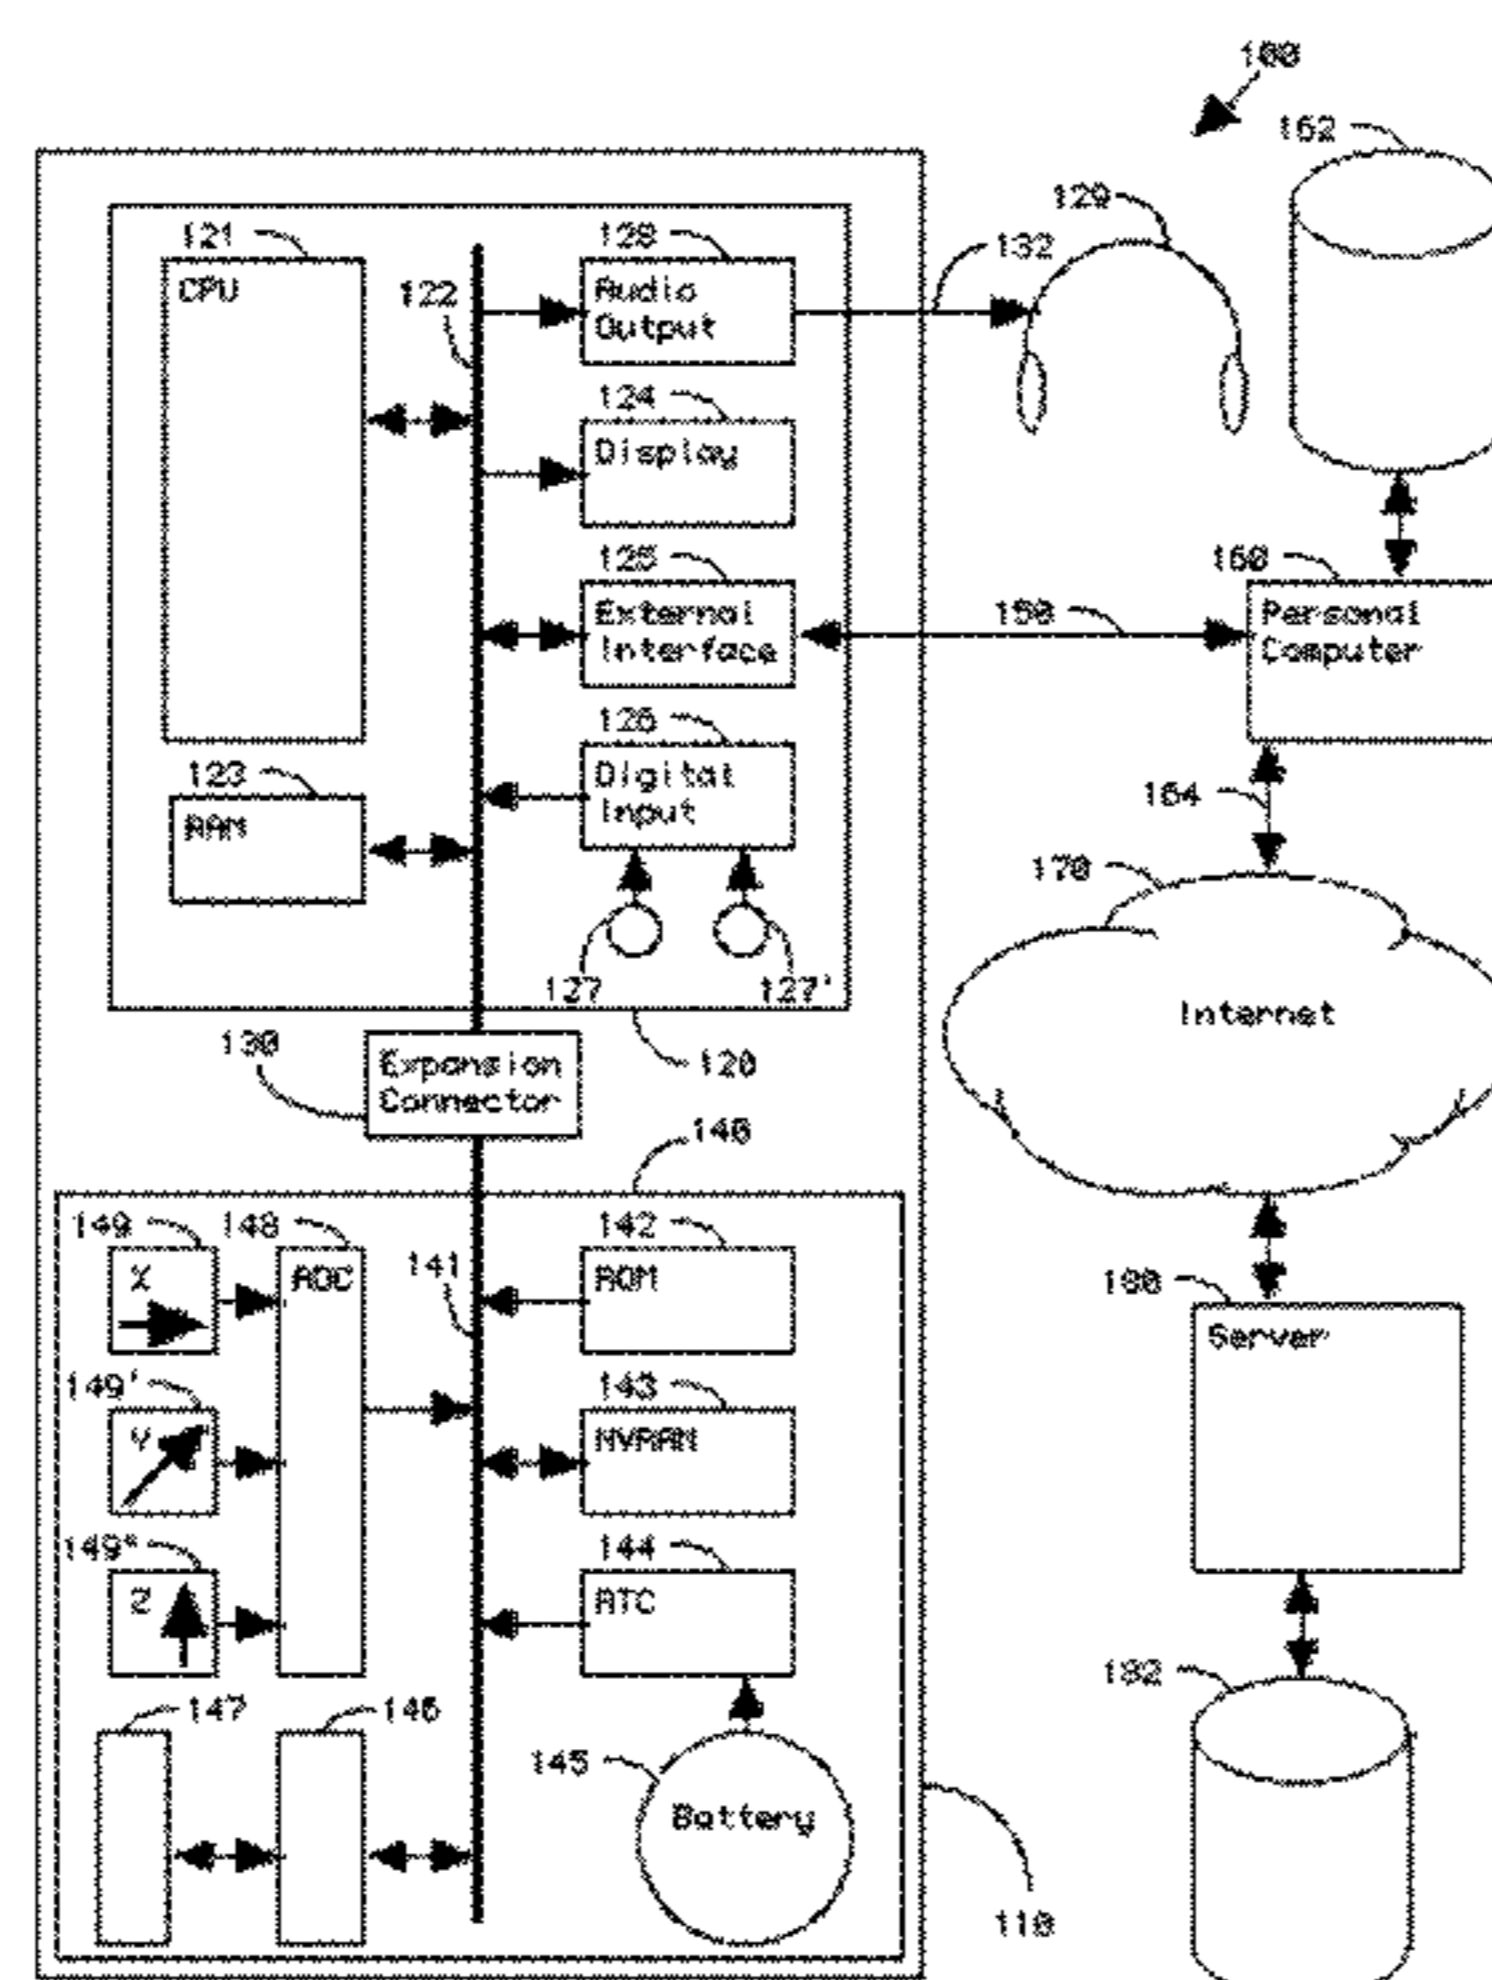 100
162
129
121
128
132
CPU
Audio
Output
122
124
Display
125
160
External
Interface
150
Personal
Computer
126
123
Digital
Input
164
RAM
170
127
127'
Internet
130
Expansion
Connector
120
140
149
148
142
X
ADC
141
ROM
180
Server
149'
143
Y
NVRAM
149"
144
Z
RTC
182
147
146
145
Battery
110